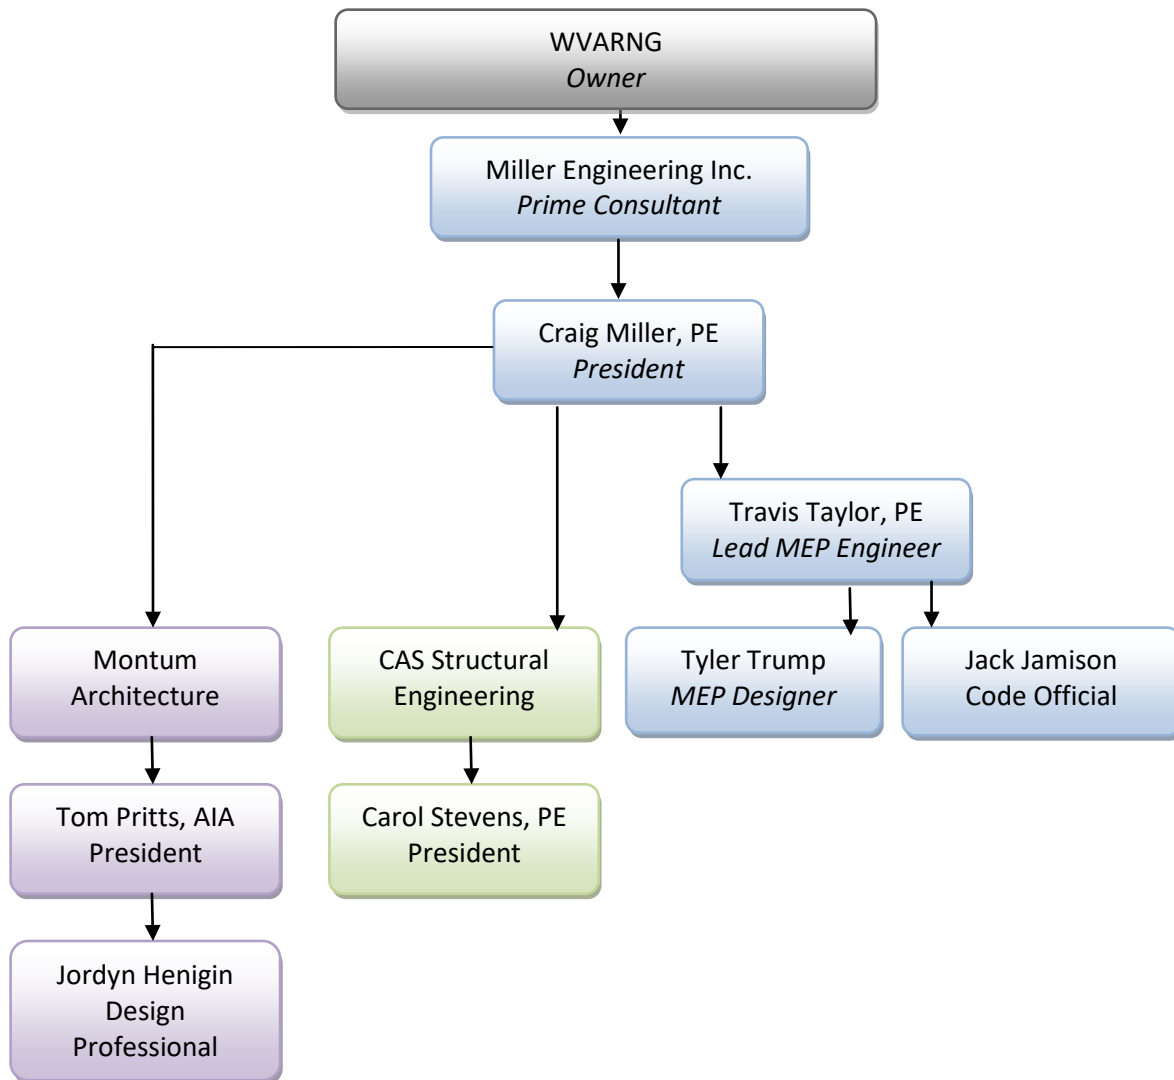 WVARNG
Owner
Miller Engineering Inc.
Prime Consultant
Craig Miller, PE
President
Travis Taylor, PE
Lead MEP Engineer
Montum
Architecture
CAS Structural
Engineering
Tyler Trump
MEP Designer
Jack Jamison
Code Official
Tom Pritts, AIA
President
Carol Stevens, PE
President
Jordyn Henigin
Design
Professional